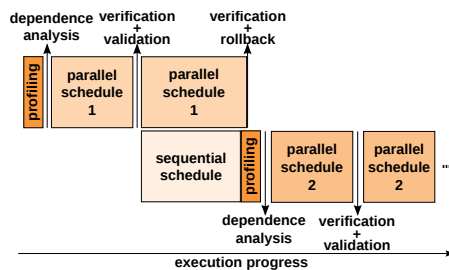 dependence
analysis
verification
+
validation
verification
+
rollback
profiling
parallel
schedule
1
parallel
schedule
1
sequential
schedule
profiling
parallel
schedule
2
parallel
schedule
2
...
dependence
analysis
verification
+
validation
execution progress